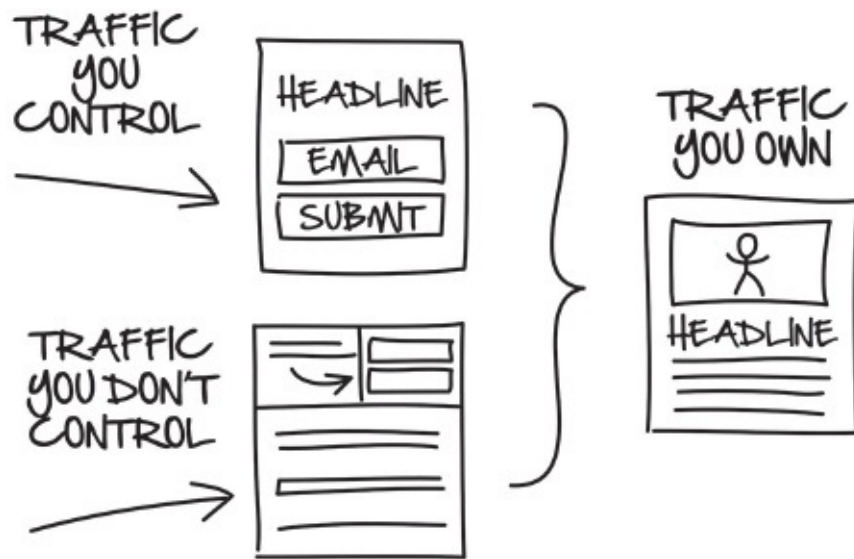 TRAFFIC
YOU
CONTROL
HEADLINE
EMAIL
SUBMIT
TRAFFIC
YOU DON'T
CONTROL
TRAFFIC
YOU OWN
HEADLINE